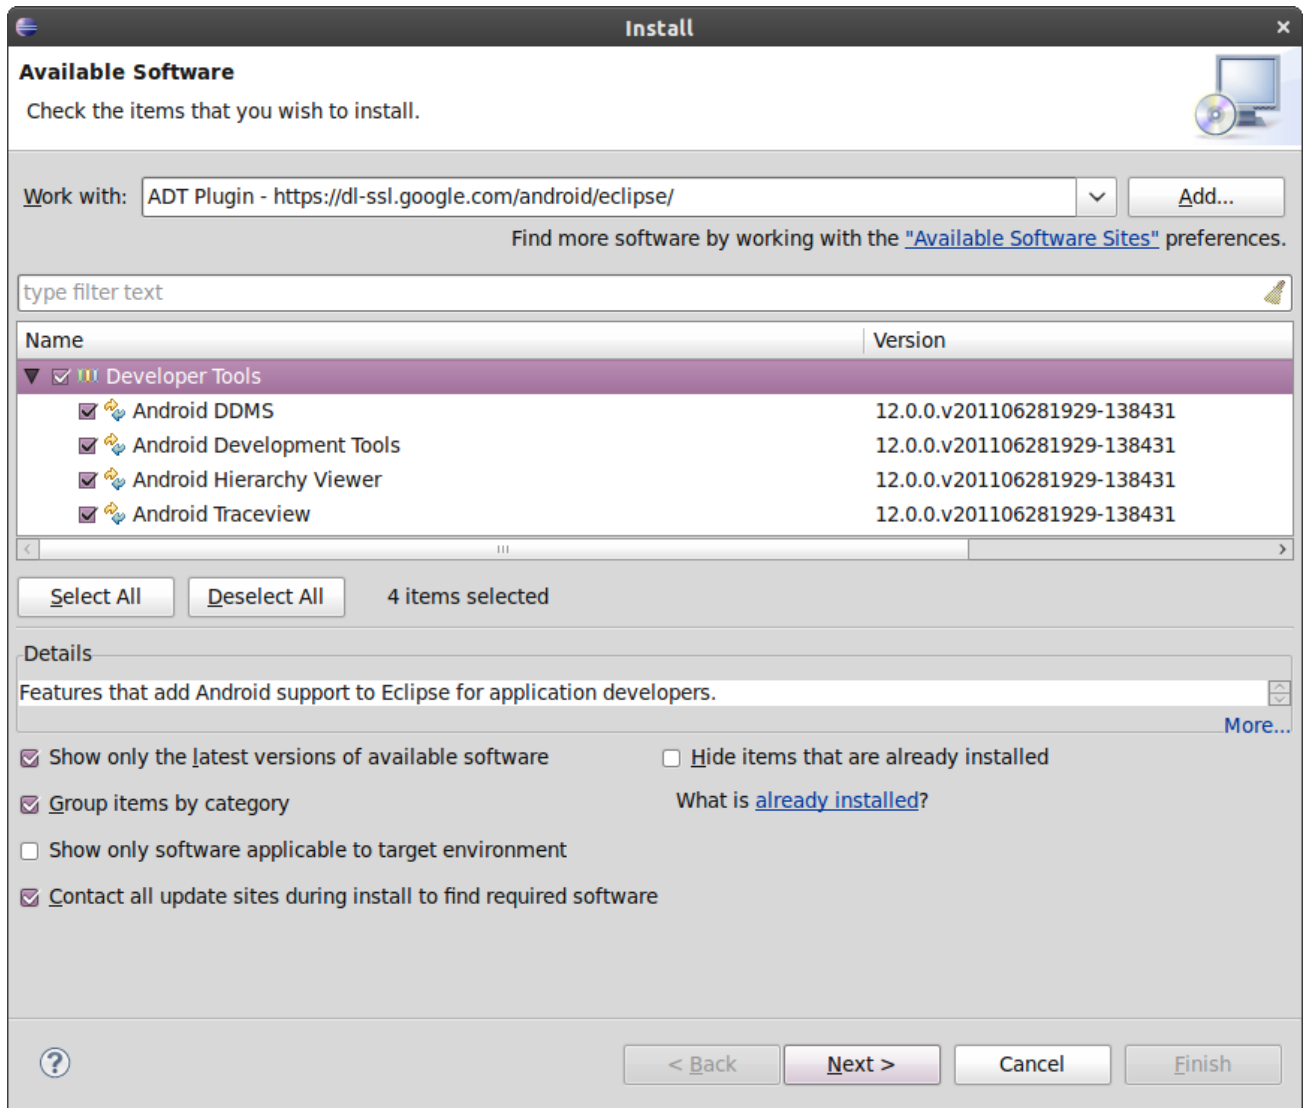 Install
Available Software
Check the items that you wish to install.
Work with: ADT Plugin - https://dl-ssl.google.com/android/eclipse/ Add...
Find more software by working with the "Available Software Sites" preferences.
type filter text
Name Version
Developer Tools
Android DDMS 12.0.0.v201106281929-138431
Android Development Tools 12.0.0.v201106281929-138431
Android Hierarchy Viewer 12.0.0.v201106281929-138431
Android Traceview 12.0.0.v201106281929-138431
Select All Deselect All 4 items selected
Details
Features that add Android support to Eclipse for application developers.
More...
Show only the latest versions of available software Hide items that are already installed
Group items by category What is already installed?
Show only software applicable to target environment
Contact all update sites during install to find required software
? < Back Next > Cancel Finish